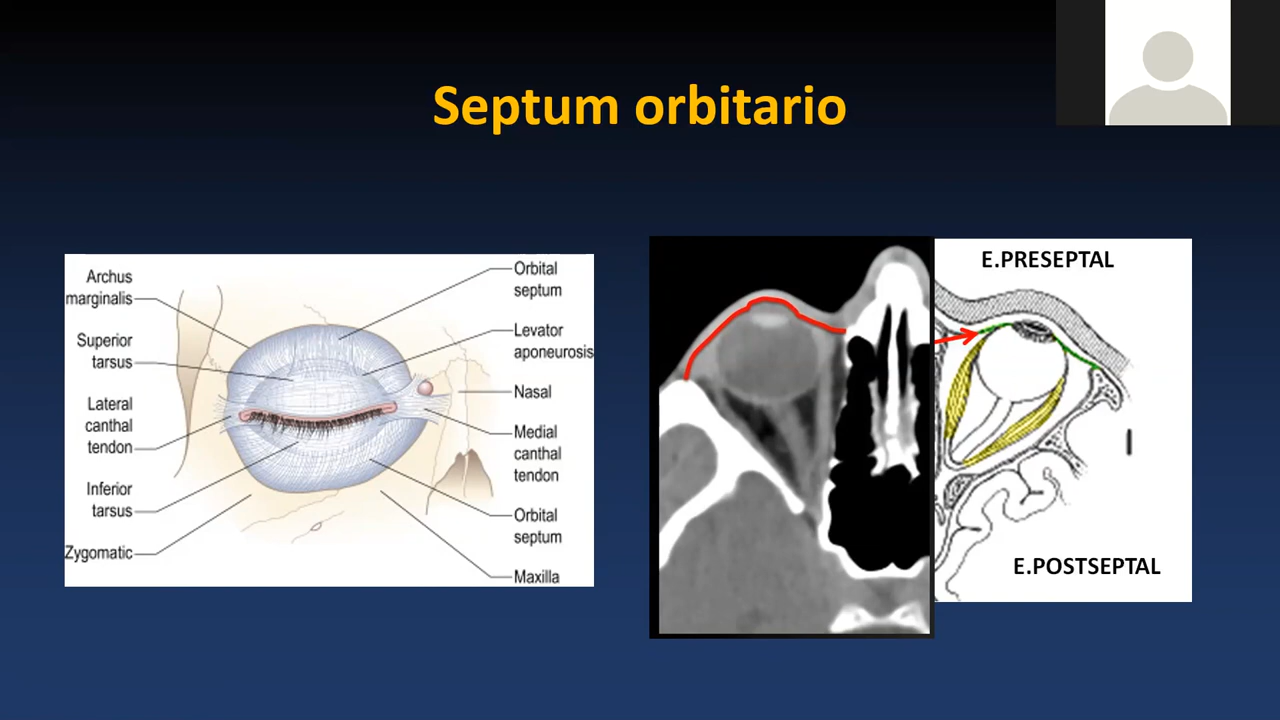 Septum orbitario
Archus
marginalis
Superior
tarsus
Lateral
canthal
tendon
Inferior
tarsus
Zygomatic
Orbital
septum
Levator
aponeurosis
Nasal
Medial
canthal
tendon
Orbital
septum
Maxilla
E.PRESEPTAL
E.POSTSEPTAL